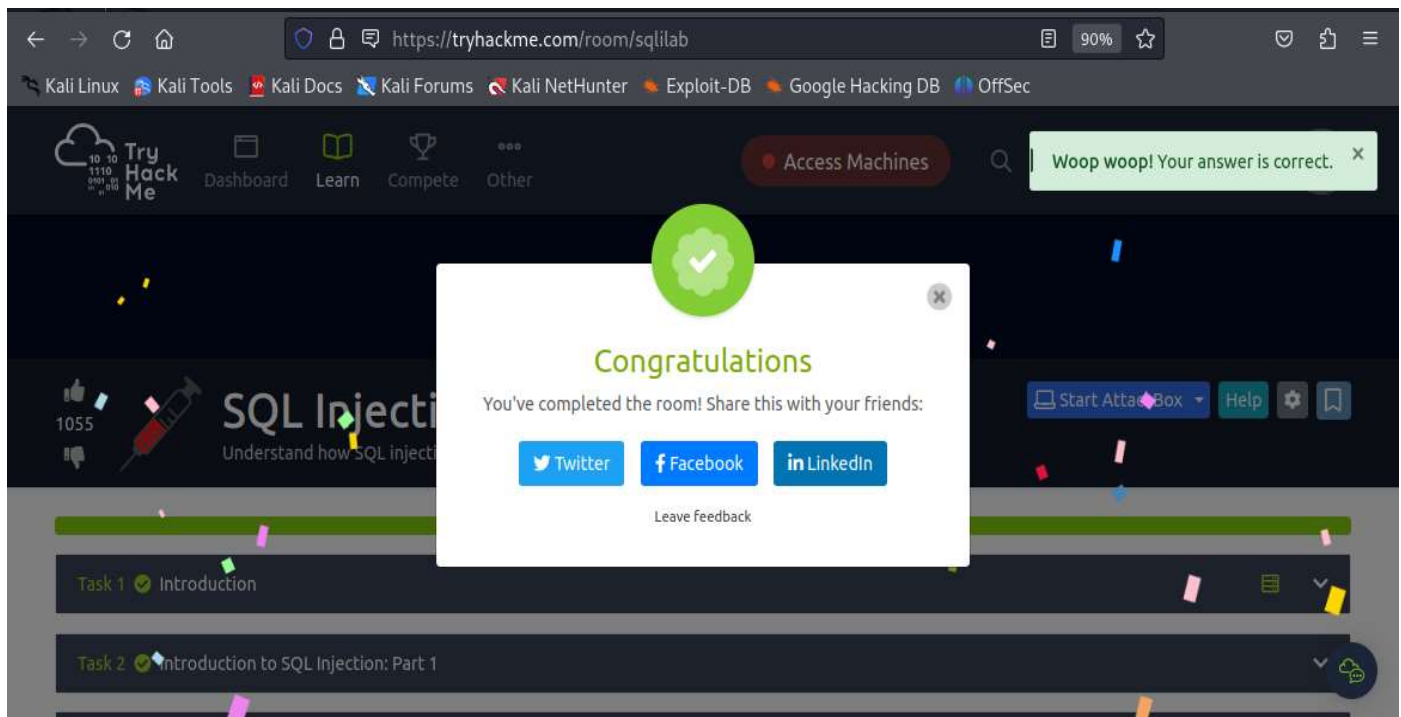 https://tryhackme.com/room/sqlilab
90%
Kali Linux Kali Tools Kali Docs Kali Forums Kali NetHunter Exploit-DB Google Hacking DB OffSec
Try Hack Me
Dashboard Learn Compete Other
Access Machines
Woop woop! Your answer is correct.
Congratulations
You've completed the room! Share this with your friends:
Twitter Facebook LinkedIn
Leave feedback
1055
SQL Injecti
Understand how SQL injecti
Start AttackBox Help
Task 1 Introduction
Task 2 Introduction to SQL Injection: Part 1